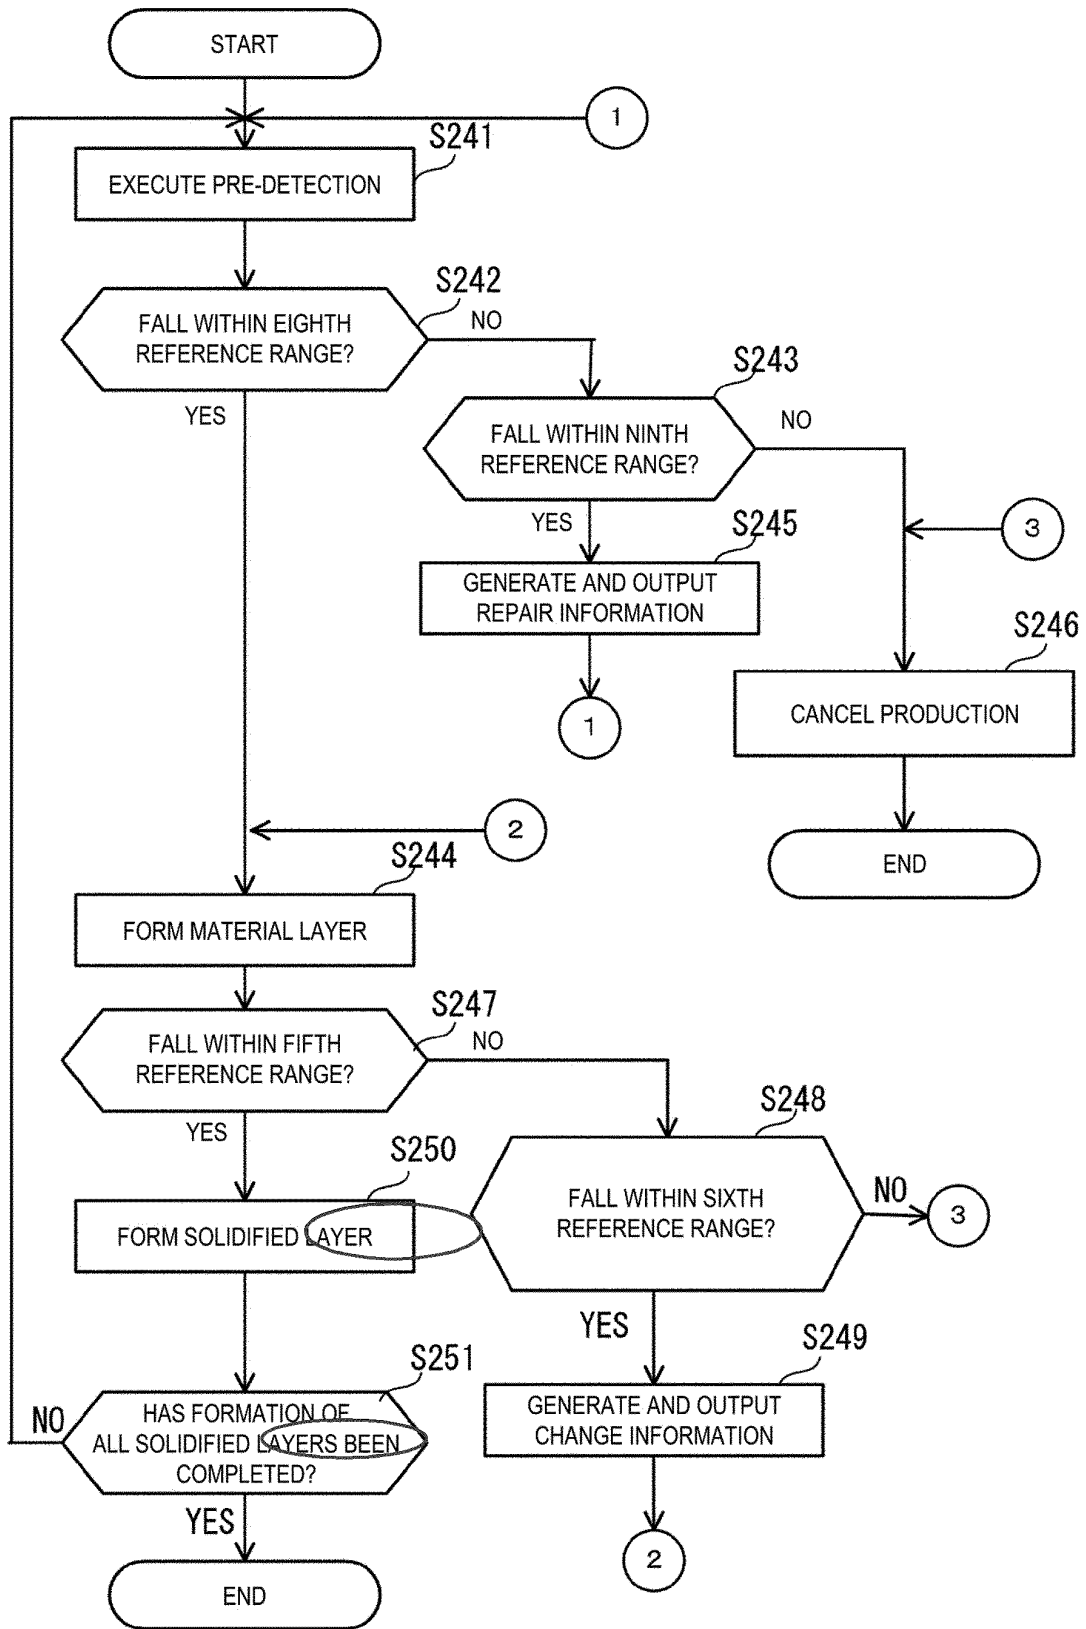 START
1
S241
EXECUTE PRE-DETECTION
S242
FALL WITHIN EIGHTH
REFERENCE RANGE?
NO
YES
S243
FALL WITHIN NINTH
REFERENCE RANGE?
NO
YES
S245
GENERATE AND OUTPUT
REPAIR INFORMATION
3
1
S246
CANCEL PRODUCTION
END
2
S244
FORM MATERIAL LAYER
S247
FALL WITHIN FIFTH
REFERENCE RANGE?
NO
YES
S248
FALL WITHIN SIXTH
REFERENCE RANGE?
NO
3
S250
FORM SOLIDIFIED LAYER
YES
S249
GENERATE AND OUTPUT
CHANGE INFORMATION
2
S251
HAS FORMATION OF
ALL SOLIDIFIED LAYERS BEEN
COMPLETED?
NO
YES
END